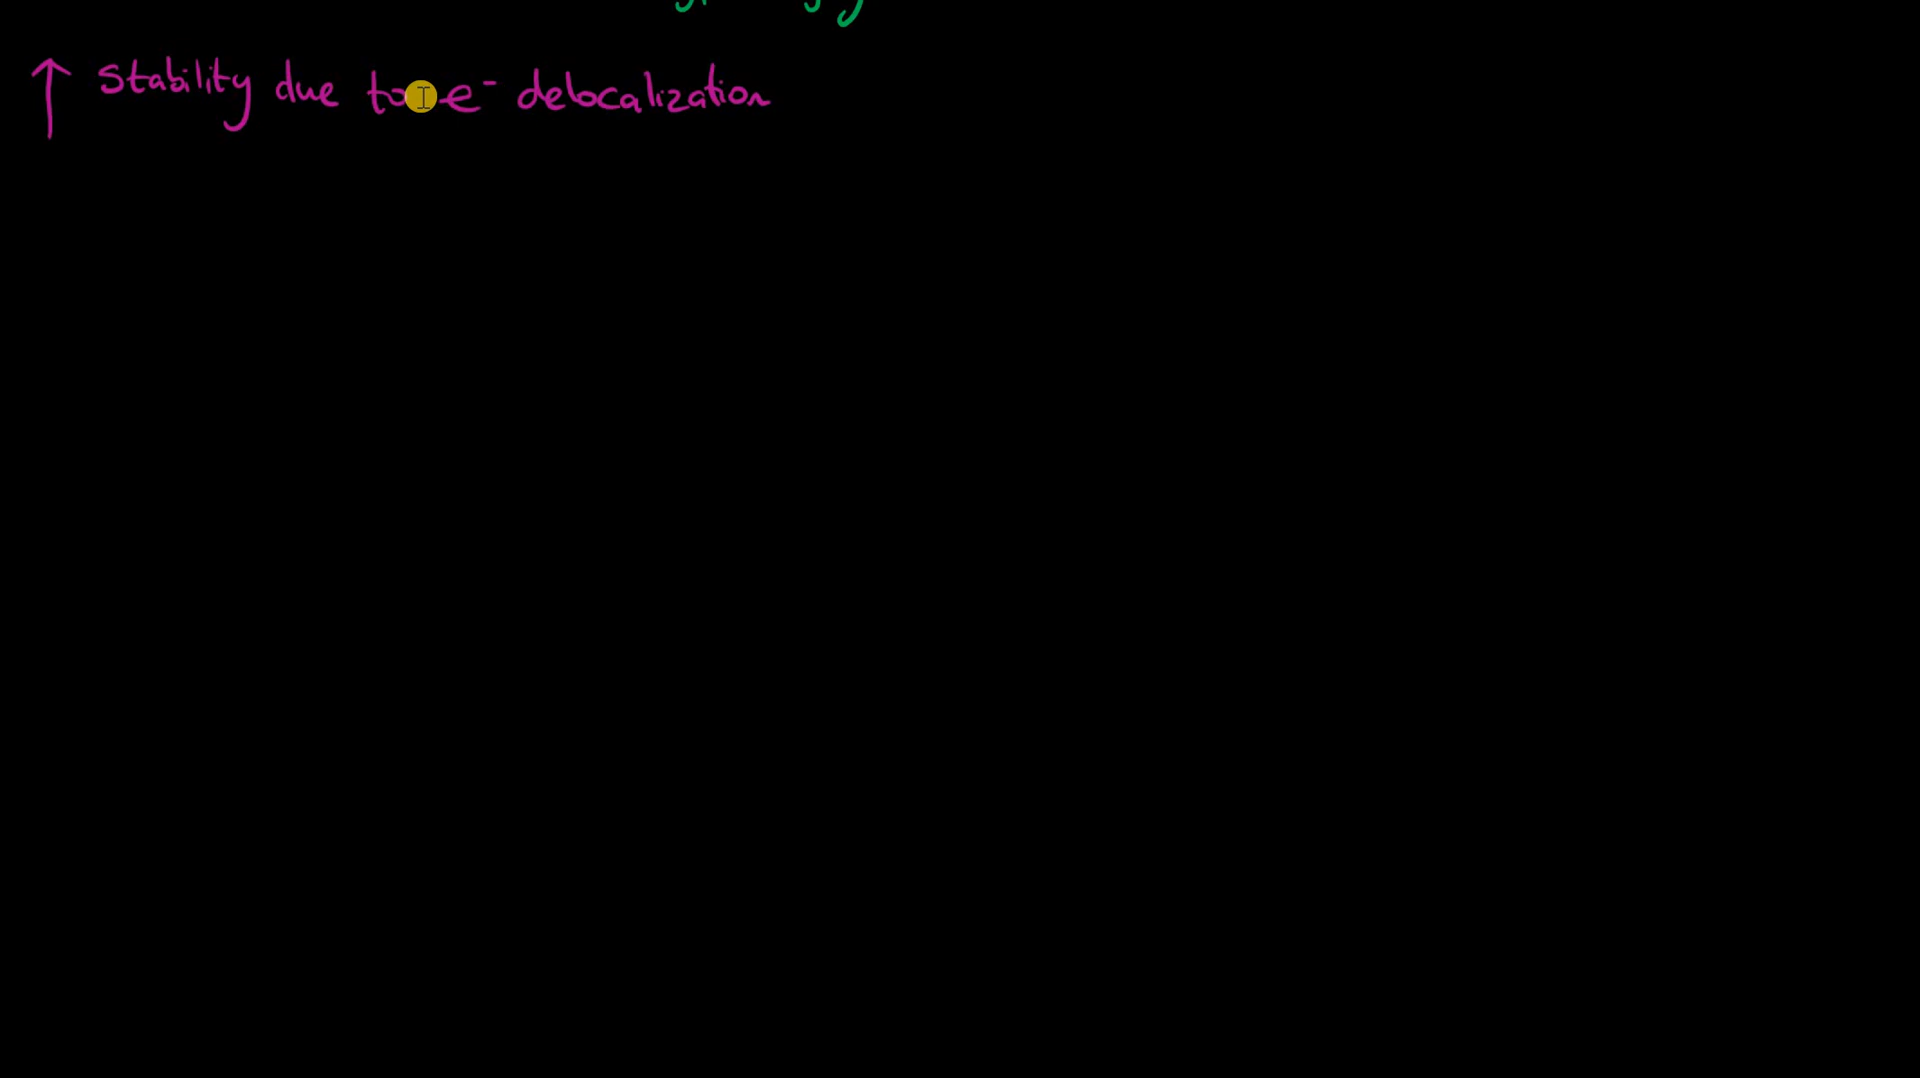 ↑ Stability due to e⁻ delocalization